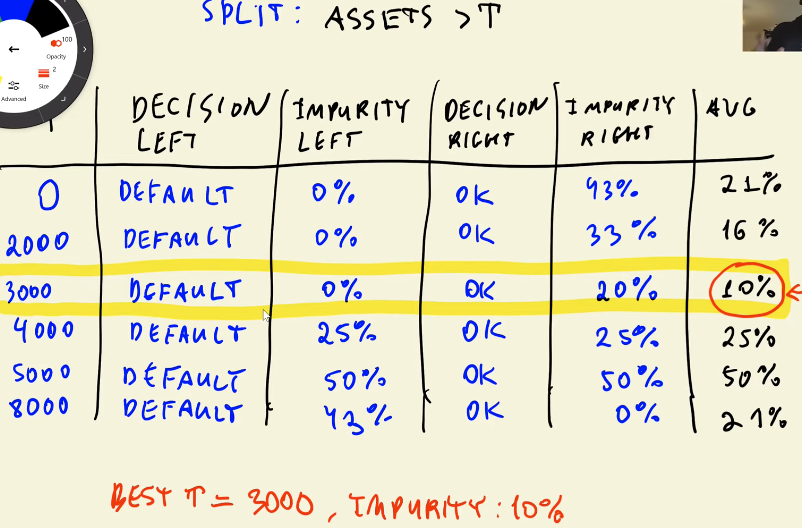 SPLIT: ASSETS > T
100
Opacity
2
Size
Advanced
T DECISION LEFT IMPURITY LEFT DECISION RIGHT IMPURITY RIGHT AVG
0 DEFAULT 0% OK 43% 21%
2000 DEFAULT 0% OK 33% 16%
3000 DEFAULT 0% OK 20% 10%
4000 DEFAULT 25% OK 25% 25%
5000 DEFAULT 50% OK 50% 50%
8000 DEFAULT 43% OK 0% 21%
BEST T = 3000, IMPURITY: 10%